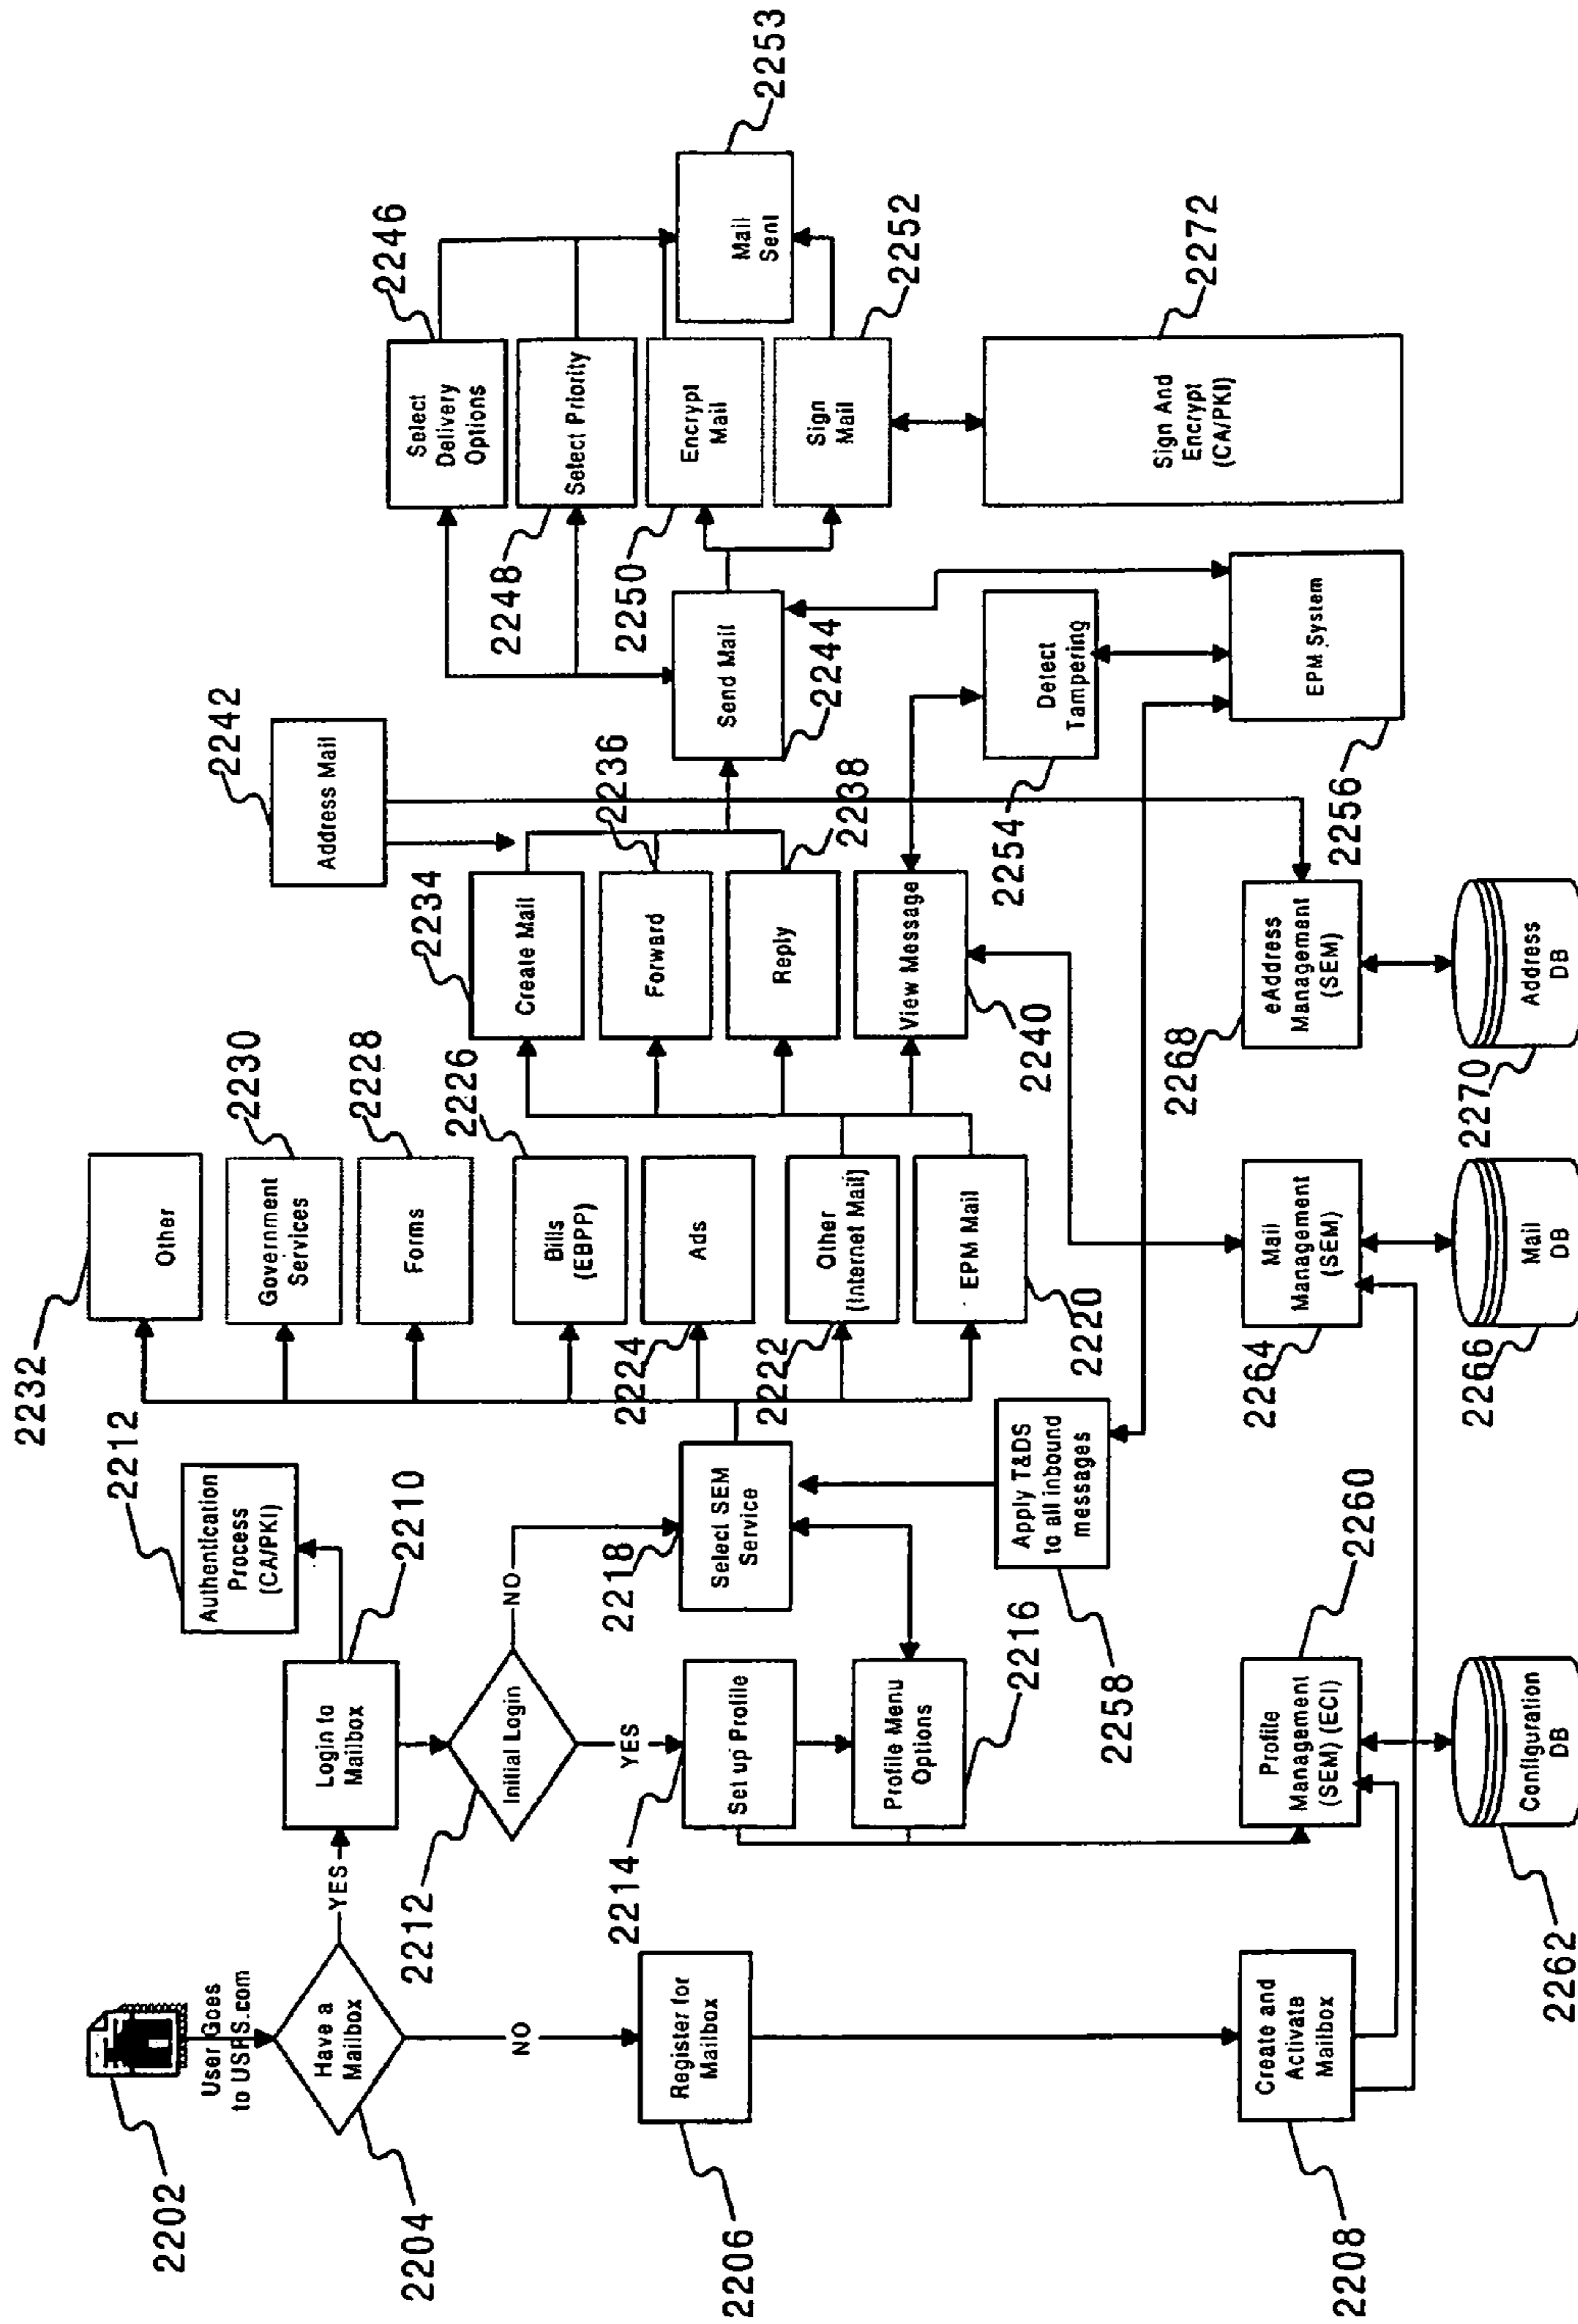 2202
User Goes
to USPS.com
2204
Have a
Mailbox
YES
NO
2206
Register for
Mailbox
2208
Create and
Activate
Mailbox
2212
Authentication
Process
(CA/PKI)
2210
Login to
Mailbox
2212
Initial Login
NO
YES
2214
Set up Profile
Profile Menu
Options
2216
2218
Select SEM
Service
Apply T&DS
to all inbound
messages
2258
2260
Profile
Management
(SEM) (ECI)
Configuration
DB
2262
2232
Other
2230
Government
Services
2228
Forms
2226
Bills
(EBPP)
2224
Ads
2222
Other
(Internet Mail)
EPM Mail
2220
2264
Mail
Management
(SEM)
2266
Mail
DB
2242
Address Mail
2234
Create Mail
2236
Forward
2238
Reply
View Message
2240
2268
eAddress
Management
(SEM)
2270
Address
DB
Send Mail
2244
2254
Detect
Tampering
2256
EPM System
2246
Select
Delivery
Options
2248
Select Priority
2250
Encrypt
Mail
2252
Sign
Mail
2253
Mail
Sent
2272
Sign And
Encrypt
(CA/PKI)